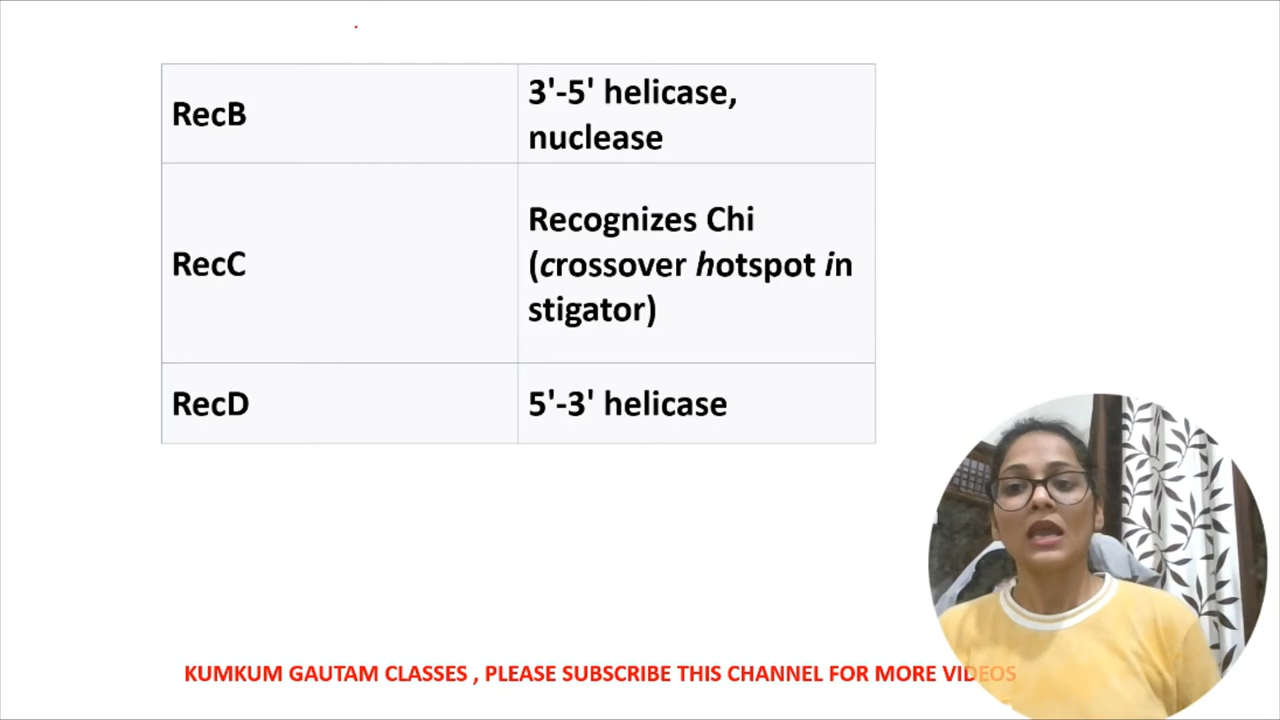 RecB
3'-5' helicase,
nuclease
RecC
Recognizes Chi
(crossover hotspot in
stigator)
RecD
5'-3' helicase
KUMKUM GAUTAM CLASSES , PLEASE SUBSCRIBE THIS CHANNEL FOR MORE VIDEOS